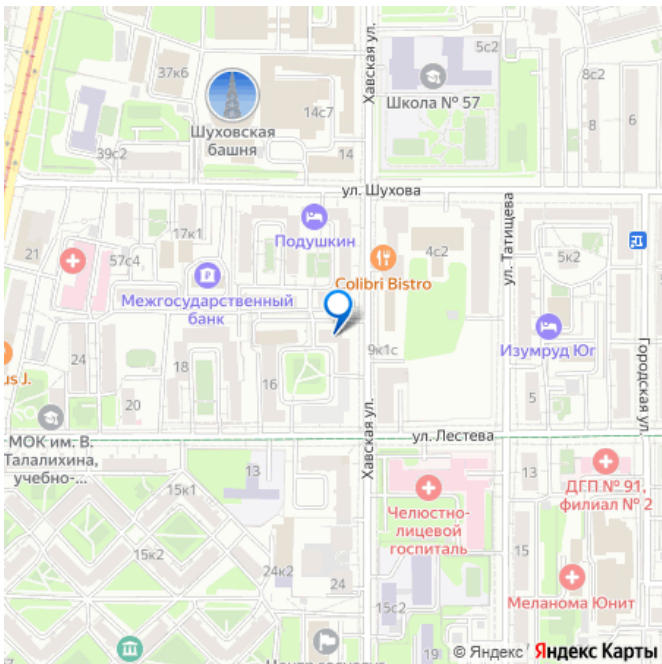 5с2
Хавская ул.
37к6
8с2
14с7
Школа № 57
8
6
Шуховская
башня
39с2
14
ул. Шухова
ул. Татищева
17к1
Подушкин
21
57с4
4с2
5к2
Colibri Bistro
Межгосударственный
банк
Изумруд Юг
9к1с
us J.
24
18
16
Городская ул.
20
5
Хавская ул.
ул. Лестева
МОК им. В.
Талалихина,
учебно-...
13
13
ДГП № 91,
филиал № 2
15к1
Челюстно-
лицевой
госпиталь
15к2
15
24к2
24
Меланома Юнит
15с2
19
© Яндекс Яндекс Карты